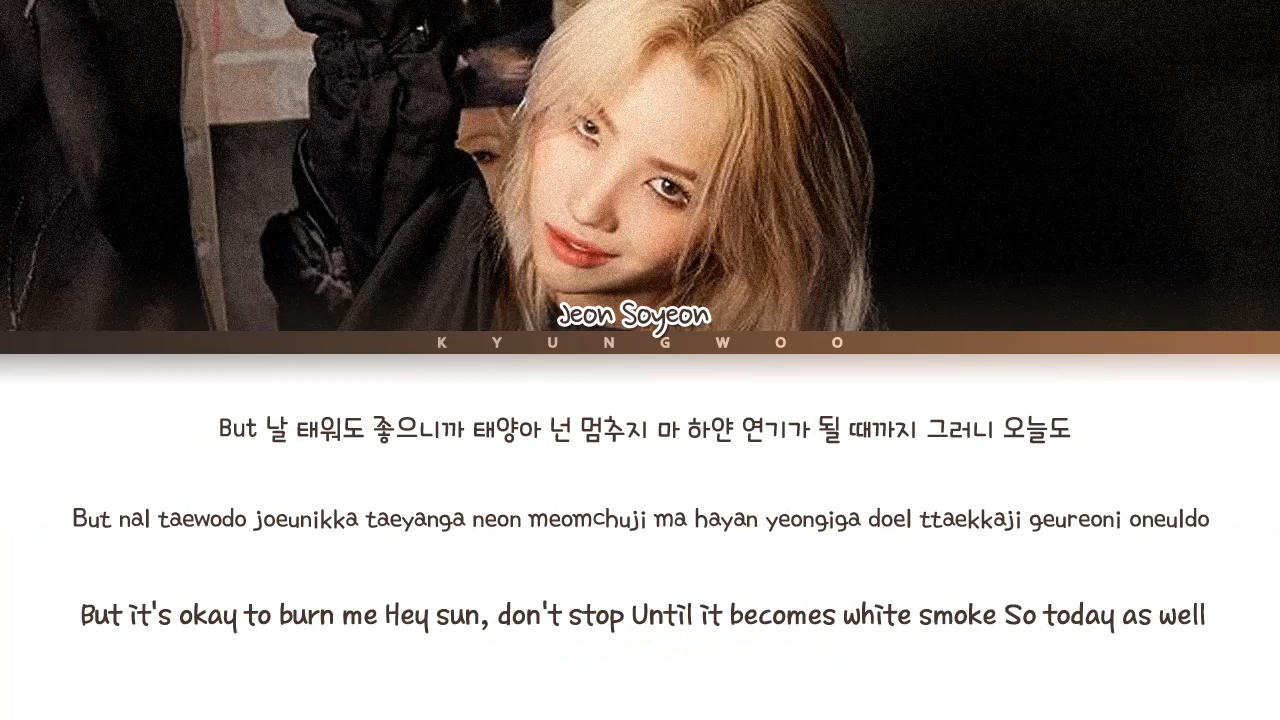 Jeon Soyeon
KYUNGWOO
But 날 태워도 좋으니까 태양아 넌 멈추지 마 하얀 연기가 될 때까지 그러니 오늘도
But nal taewodo joeunikka taeyanga neon meomchuji ma hayan yeongiga doel ttaekkaji geureoni oneuldo
But it's okay to burn me Hey sun, don't stop Until it becomes white smoke So today as well